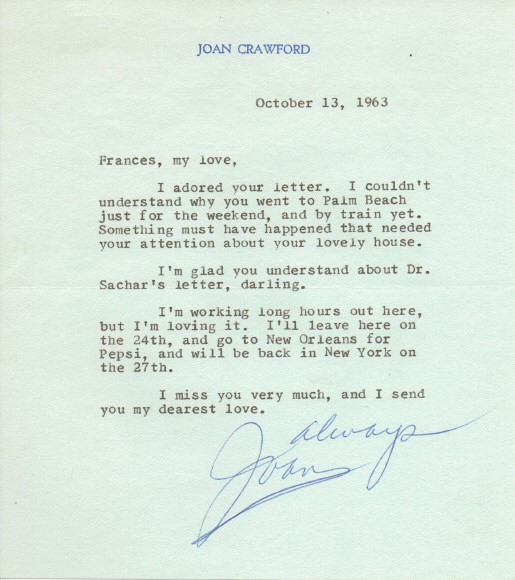 JOAN CRAWFORD
October 13, 1963
Frances, my love,
I adored your letter. I couldn't
understand why you went to Palm Beach
just for the weekend, and by train yet.
Something must have happened that needed
your attention about your lovely house.
I'm glad you understand about Dr.
Sachar's letter, darling.
I'm working long hours out here,
but I'm loving it. I'll leave here on
the 24th, and go to New Orleans for
Pepsi, and will be back in New York on
the 27th.
I miss you very much, and I send
you my dearest love.
always
Joan